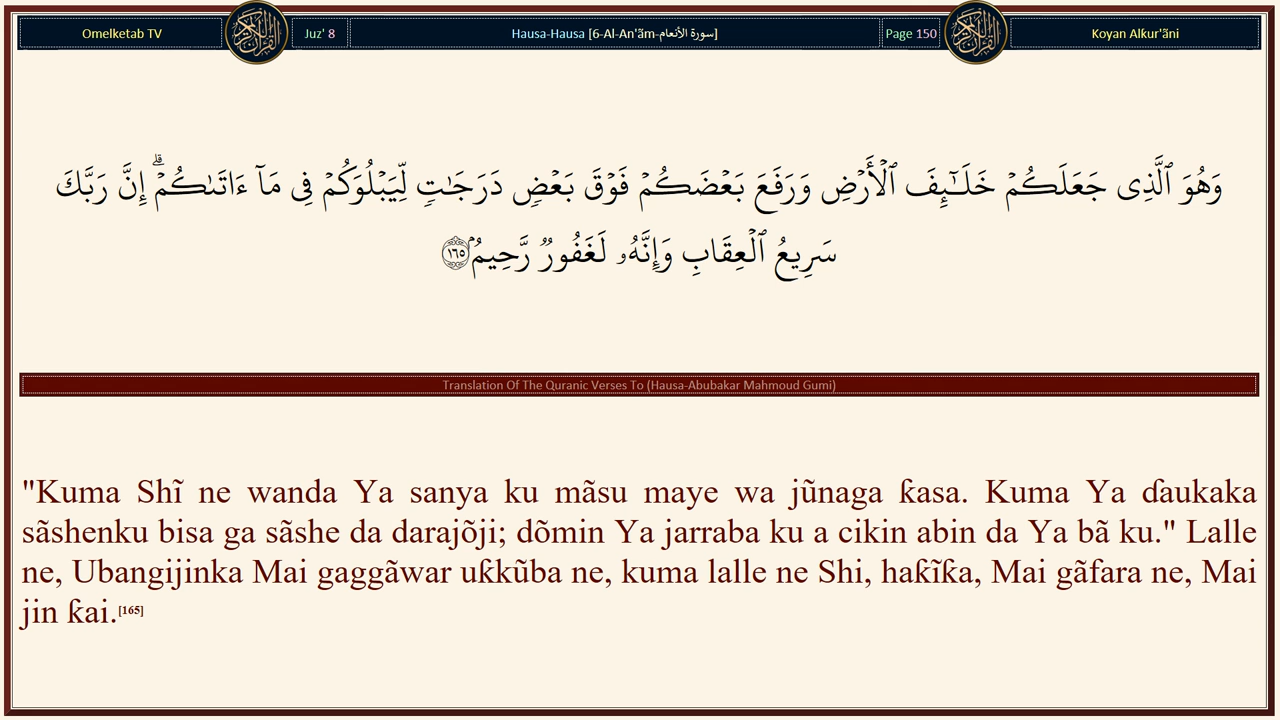 Omelketab TV
Juz' 8
Hausa-Hausa [6-Al-An'ãm-سورة الأنعام]
Page 150
Koyan Alƙur'ãni
وَهُوَ ٱلَّذِى جَعَلَكُمْ خَلَـٰٓئِفَ ٱلْأَرْضِ وَرَفَعَ بَعْضَكُمْ فَوْقَ بَعْضٍ دَرَجَـٰتٍ لِّيَبْلُوَكُمْ فِى مَآ ءَاتَىٰكُمْ ۗ إِنَّ رَبَّكَ
سَرِيعُ ٱلْعِقَابِ وَإِنَّهُۥ لَغَفُورٌ رَّحِيمٌۢ ١٦٥
Translation Of The Quranic Verses To (Hausa-Abubakar Mahmoud Gumi)
"Kuma Shĩ ne wanda Ya sanya ku mãsu maye wa jũnaga ƙasa. Kuma Ya ɗaukaka
sãshenku bisa ga sãshe da darajõji; dõmin Ya jarraba ku a cikin abin da Ya bã ku." Lalle
ne, Ubangijinka Mai gaggãwar uƙkũba ne, kuma lalle ne Shi, haƙĩƙa, Mai gãfara ne, Mai
jin ƙai.[165]